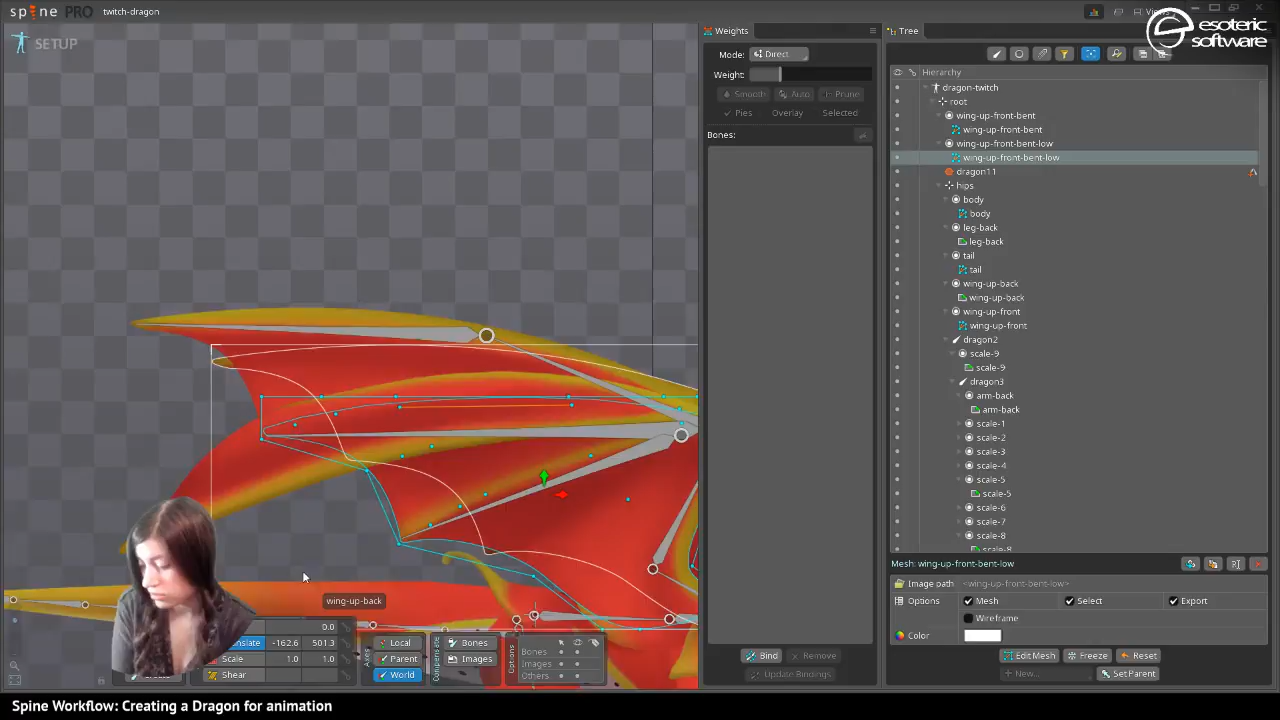 spine PRO twitch-dragon Views
SETUP
esoteric
software
Weights
Mode: Direct
Weight:
Smooth Auto Prune
Pies Overlay Selected
Bones:
Bind Remove
Update Bindings
Tree
Hierarchy
dragon-twitch
root
wing-up-front-bent
wing-up-front-bent
wing-up-front-bent-low
wing-up-front-bent-low
dragon11
hips
body
body
leg-back
leg-back
tail
tail
wing-up-back
wing-up-back
wing-up-front
wing-up-front
dragon2
scale-9
scale-9
dragon3
arm-back
arm-back
scale-1
scale-2
scale-3
scale-4
scale-5
scale-5
scale-6
scale-7
scale-8
scale-8
Mesh: wing-up-front-bent-low
Image path <wing-up-front-bent-low>
Options Mesh Select Export
Wireframe
Color
Edit Mesh Freeze Reset
New... Set Parent
wing-up-back
0.0
-162.6 501.3
Scale 1.0 1.0
Shear
Axes
Local
Parent
World
Compensate
Bones
Images
Options
Bones
Images
Others
Spine Workflow: Creating a Dragon for animation